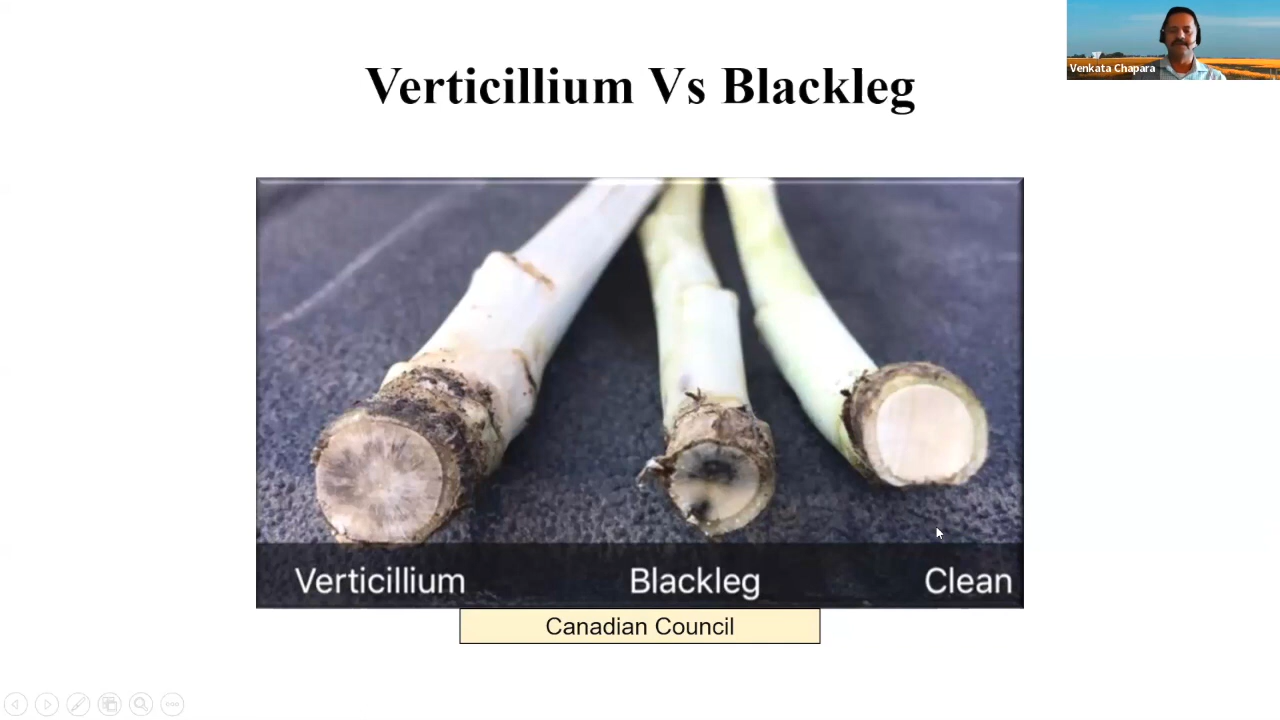 Venkata Chapara
Verticillium Vs Blackleg
Verticillium
Blackleg
Clean
Canadian Council